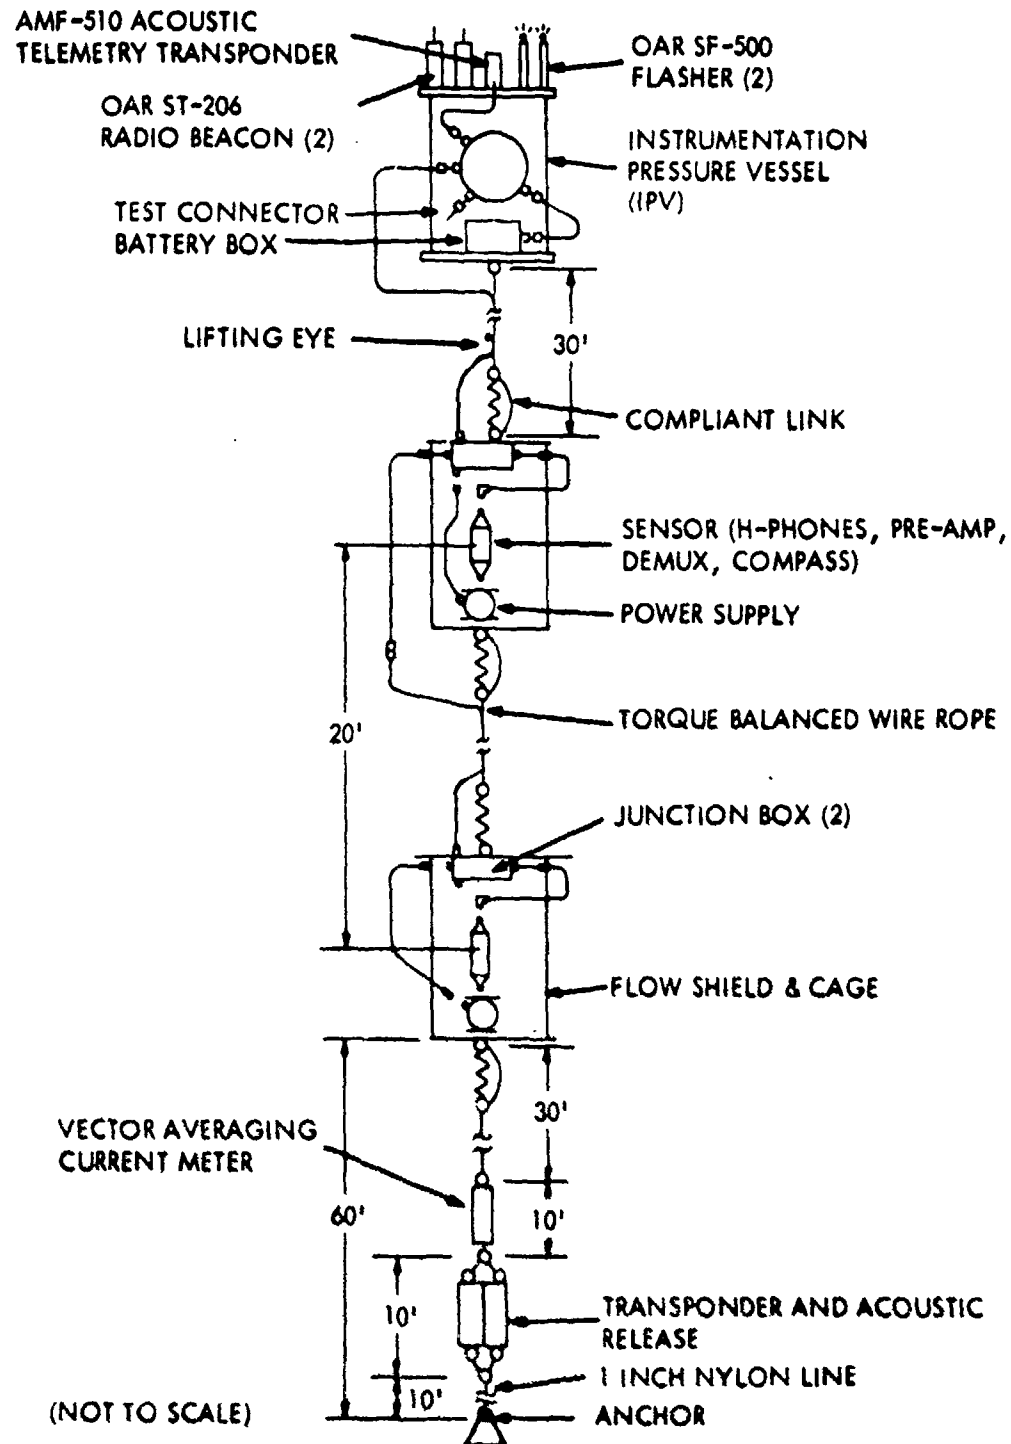 AMF-510 ACOUSTIC
TELEMETRY TRANSPONDER
OAR SF-500
FLASHER (2)
OAR ST-206
RADIO BEACON (2)
INSTRUMENTATION
PRESSURE VESSEL
(IPV)
TEST CONNECTOR
BATTERY BOX
LIFTING EYE
30'
COMPLIANT LINK
SENSOR (H-PHONES, PRE-AMP,
DEMUX, COMPASS)
POWER SUPPLY
TORQUE BALANCED WIRE ROPE
20'
JUNCTION BOX (2)
FLOW SHIELD & CAGE
30'
VECTOR AVERAGING
CURRENT METER
60'
10'
10'
TRANSPONDER AND ACOUSTIC
RELEASE
1 INCH NYLON LINE
10'
(NOT TO SCALE)
ANCHOR